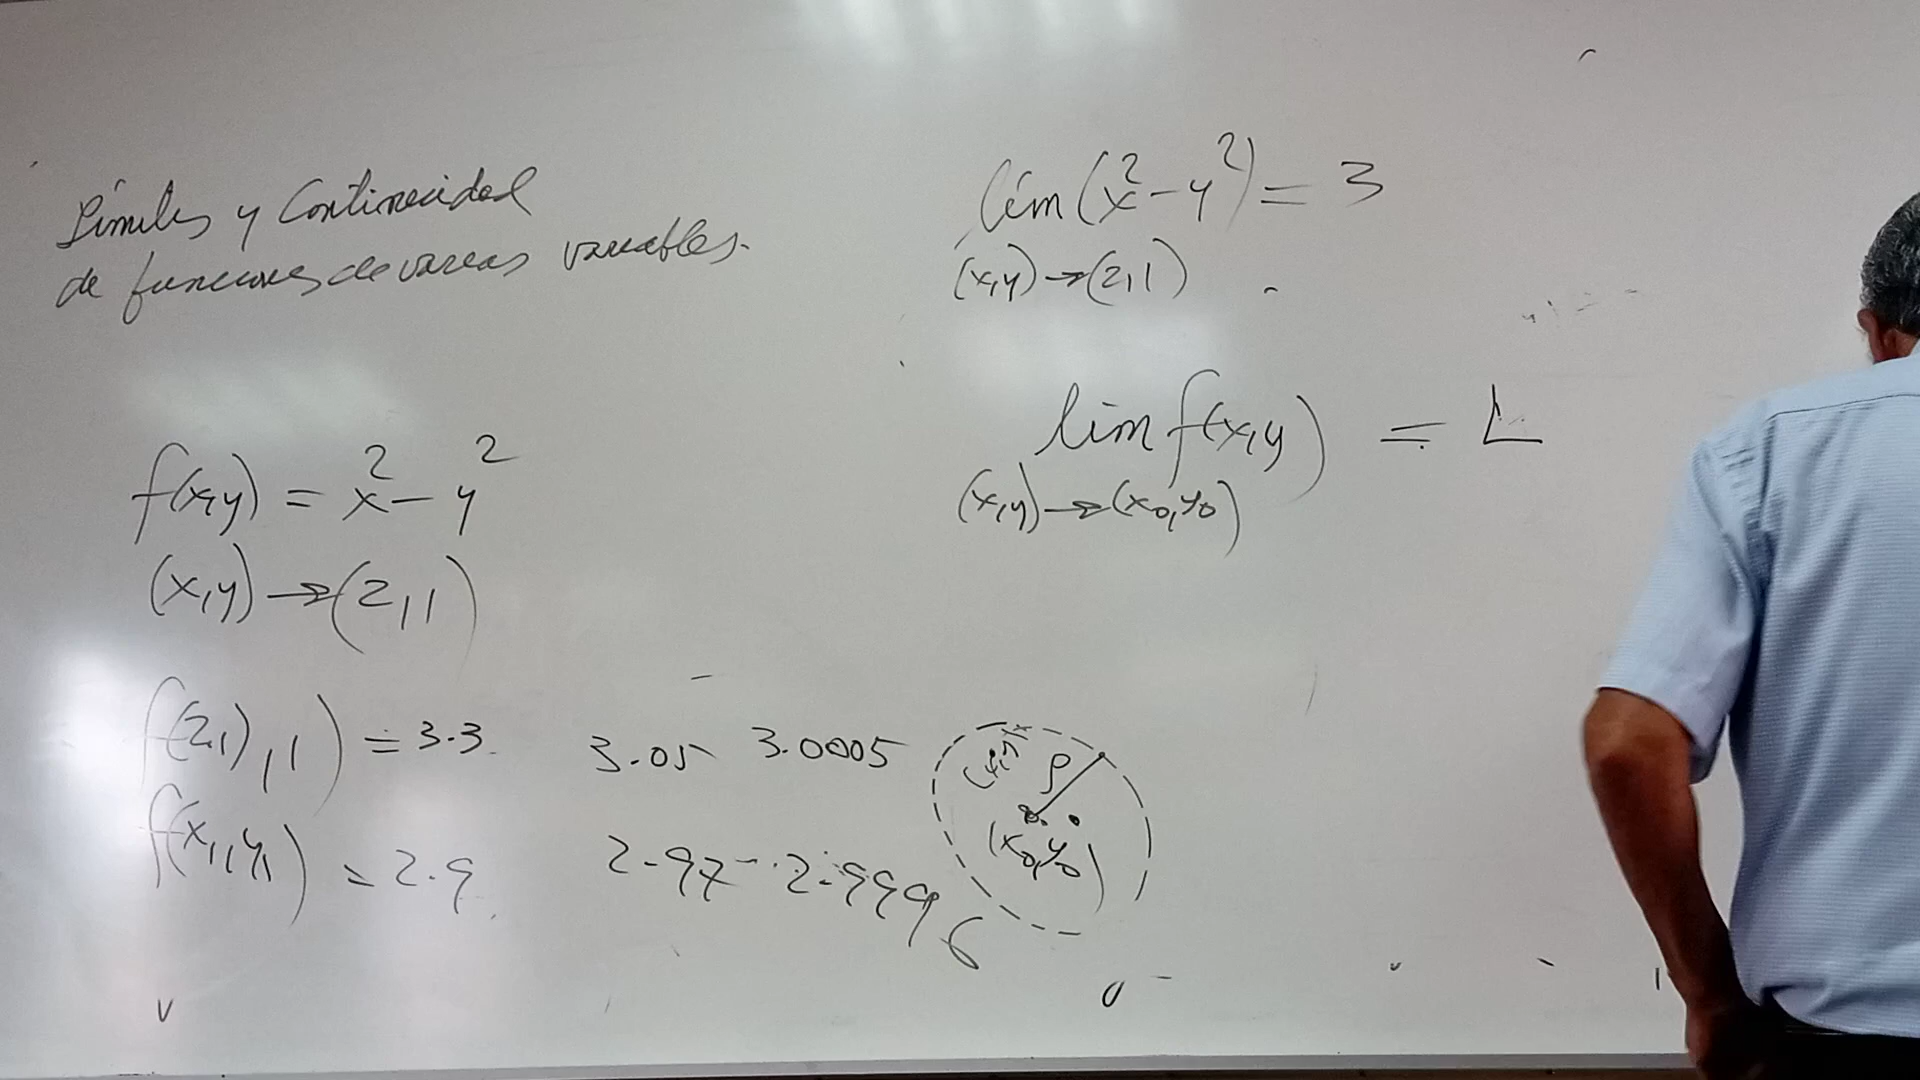 Límites y Continuidad
de funciones de varias variables.
f(x,y) = x² - y²
(x,y) → (2,1)
f(2.1),1) = 3.3
3.05 3.0005
f(x₁,y₁) = 2.9
2.97 - 2.9996
lím (x² - y²) = 3
(x,y) → (2,1)
lim f(x,y) = L
(x,y) → (x₀,y₀)
(x,y)
ρ
(x₀,y₀)